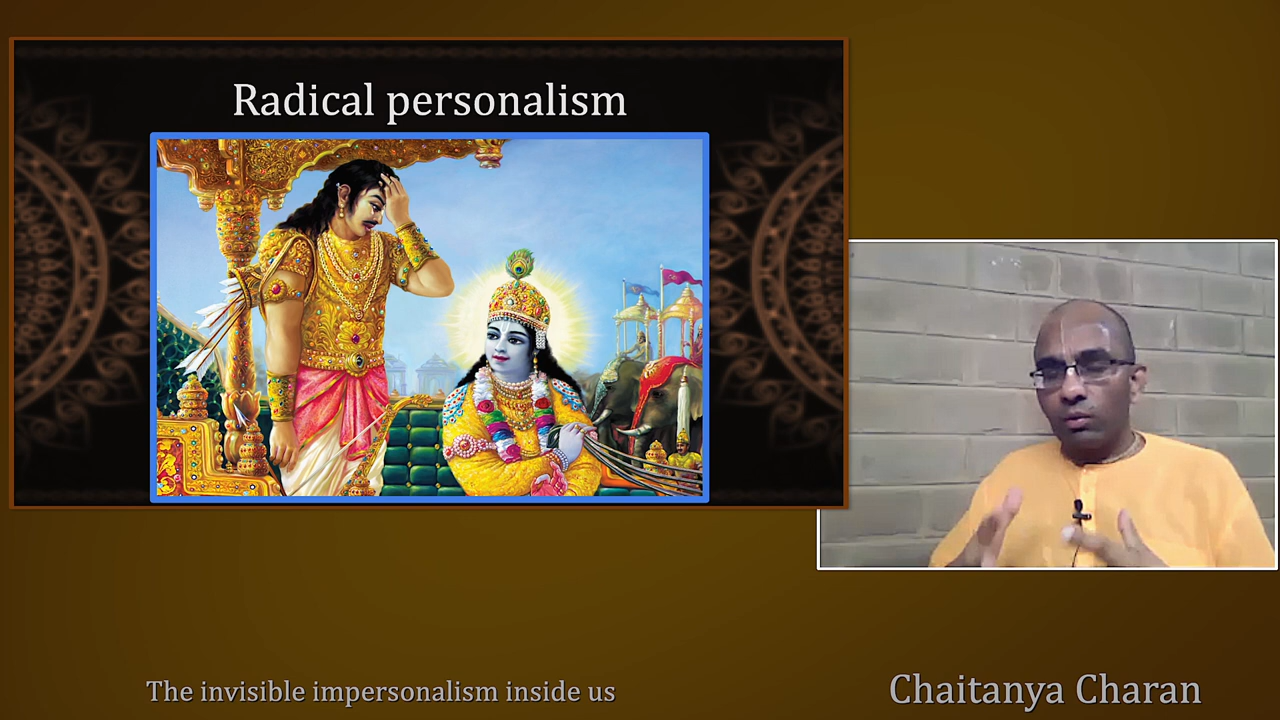 Radical personalism
The invisible impersonalism inside us
Chaitanya Charan